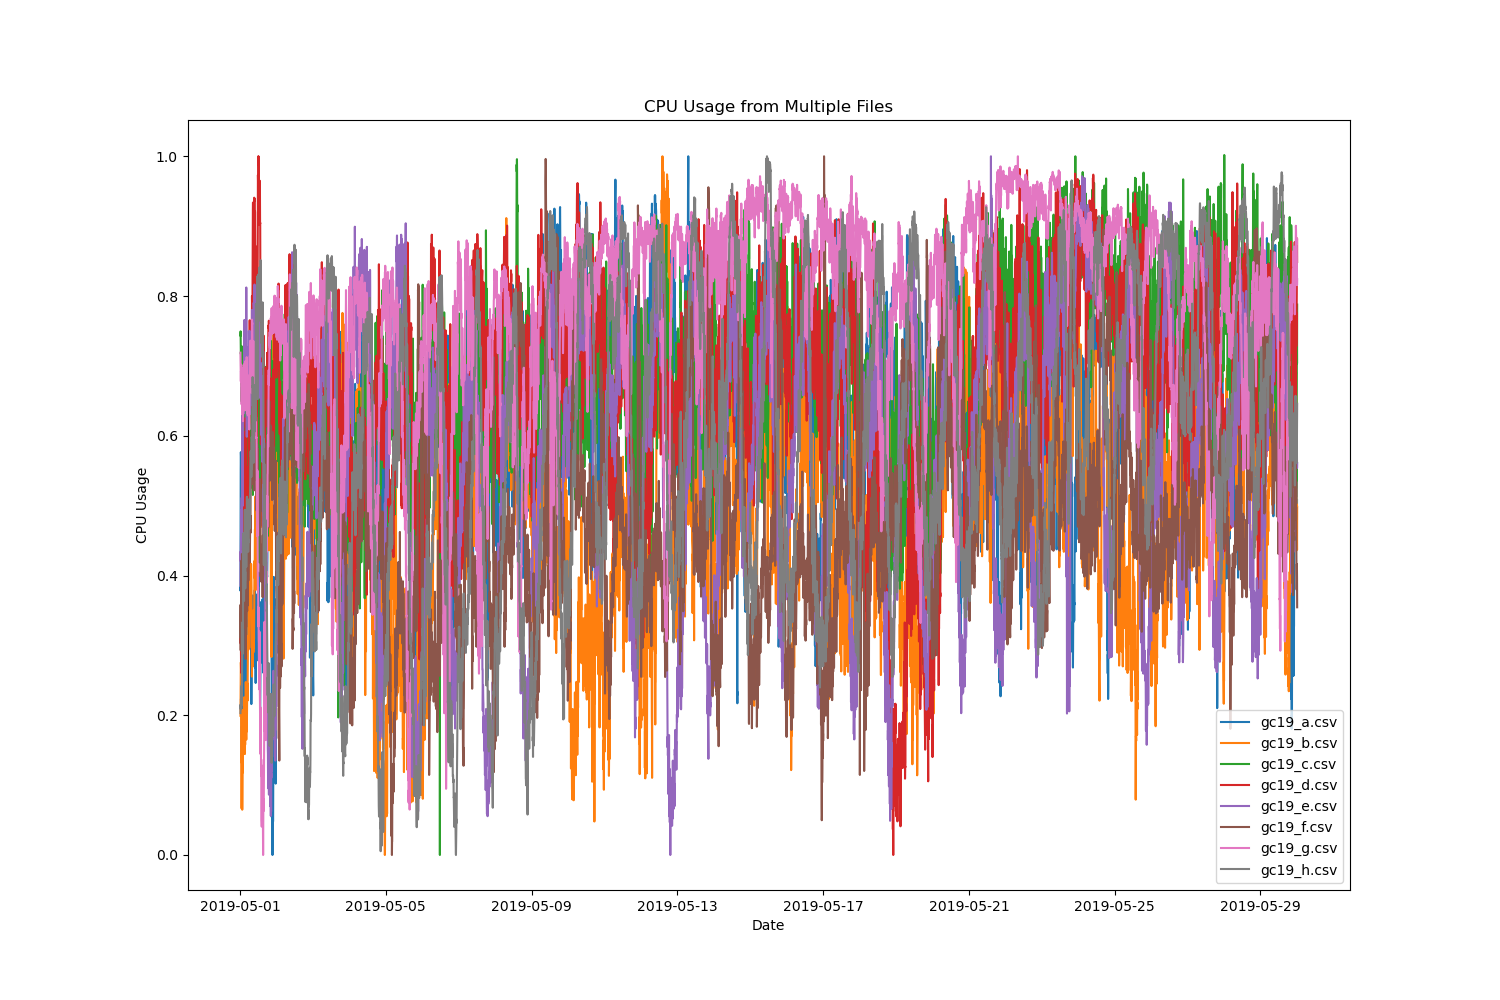 CPU Usage from Multiple Files
1.0
0.8
0.6
0.4
0.2
0.0
CPU Usage
2019-05-01
2019-05-05
2019-05-09
2019-05-13
2019-05-17
2019-05-21
2019-05-25
2019-05-29
Date
gc19_a.csv
gc19_b.csv
gc19_c.csv
gc19_d.csv
gc19_e.csv
gc19_f.csv
gc19_g.csv
gc19_h.csv